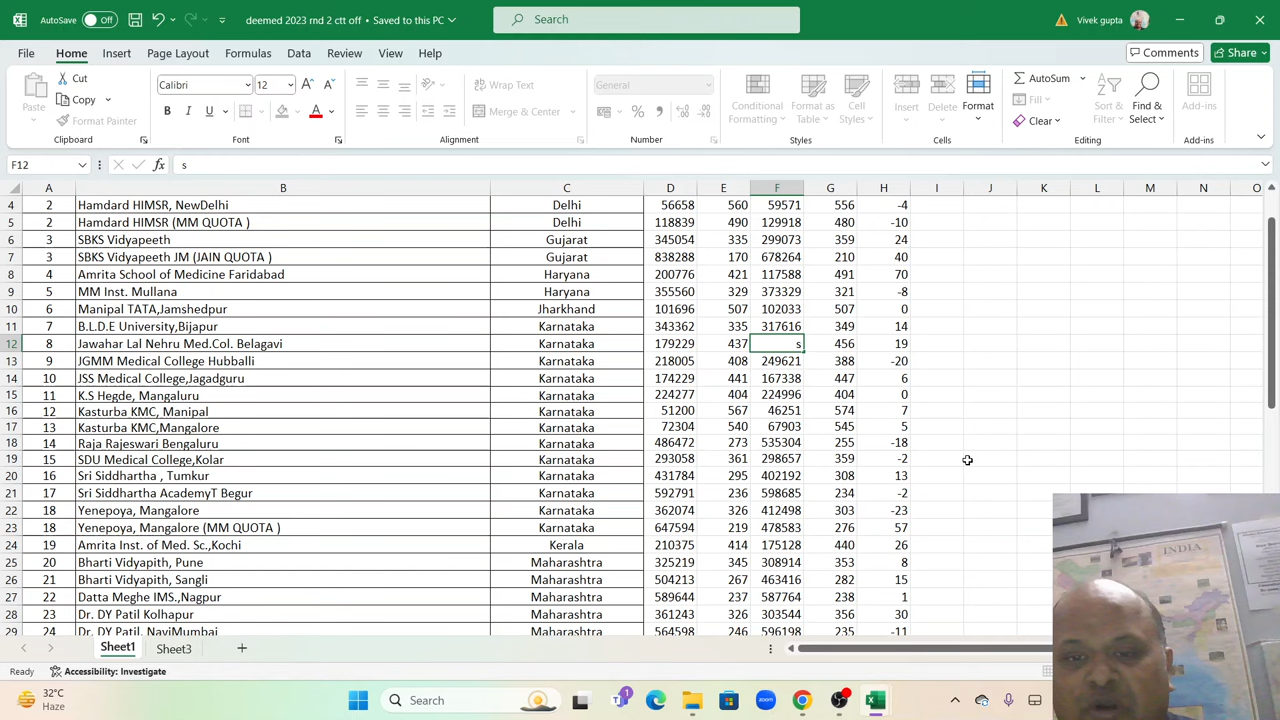 AutoSave Off deemed 2023 rnd 2 ctt off • Saved to this PC Search Vivek gupta
File Home Insert Page Layout Formulas Data Review View Help Comments Share
Paste Cut Copy Format Painter Calibri 12 B I U A Wrap Text Merge & Center General % Conditional Formatting Format as Table Cell Styles Insert Delete Format AutoSum Fill Clear Sort & Filter Find & Select Add-ins
Clipboard Font Alignment Number Styles Cells Editing Add-ins
F12 fx s
A B C D E F G H I J K L M N O
4 2 Hamdard HIMSR, NewDelhi Delhi 56658 560 59571 556 -4
5 2 Hamdard HIMSR (MM QUOTA ) Delhi 118839 490 129918 480 -10
6 3 SBKS Vidyapeeth Gujarat 345054 335 299073 359 24
7 3 SBKS Vidyapeeth JM (JAIN QUOTA ) Gujarat 838288 170 678264 210 40
8 4 Amrita School of Medicine Faridabad Haryana 200776 421 117588 491 70
9 5 MM Inst. Mullana Haryana 355560 329 373329 321 -8
10 6 Manipal TATA,Jamshedpur Jharkhand 101696 507 102033 507 0
11 7 B.L.D.E University,Bijapur Karnataka 343362 335 317616 349 14
12 8 Jawahar Lal Nehru Med.Col. Belagavi Karnataka 179229 437 s 456 19
13 9 JGMM Medical College Hubballi Karnataka 218005 408 249621 388 -20
14 10 JSS Medical College,Jagadguru Karnataka 174229 441 167338 447 6
15 11 K.S Hegde, Mangaluru Karnataka 224277 404 224996 404 0
16 12 Kasturba KMC, Manipal Karnataka 51200 567 46251 574 7
17 13 Kasturba KMC, Mangaluru Karnataka 72304 540 67903 545 5
18 14 Raja Rajeswari Bengaluru Karnataka 486472 273 535304 255 -18
19 15 SDU Medical College,Kolar Karnataka 293058 361 298657 359 -2
20 16 Sri Siddhartha , Tumkur Karnataka 431784 295 402192 308 13
21 17 Sri Siddhartha AcademyT Begur Karnataka 592791 236 598685 234 -2
22 18 Yenepoya, Mangalore Karnataka 362074 326 412498 303 -23
23 18 Yenepoya, Mangalore (MM QUOTA ) Karnataka 647594 219 478583 276 57
24 19 Amrita Inst. of Med. Sc.,Kochi Kerala 210375 414 175128 440 26
25 20 Bharti Vidyapith, Pune Maharashtra 325219 345 308914 353 8
26 21 Bharti Vidyapith, Sangli Maharashtra 504213 267 463416 282 15
27 22 Datta Meghe IMS.,Nagpur Maharashtra 589644 237 587764 238 1
28 23 Dr. DY Patil Kolhapur Maharashtra 361243 326 303544 356 30
29 24 Dr. DY Patil, NaviMumbai Maharashtra 564598 246 596198 235 -11
Sheet1 Sheet3
Ready Accessibility: Investigate
32°C Haze Search 1 zoom
INDIA